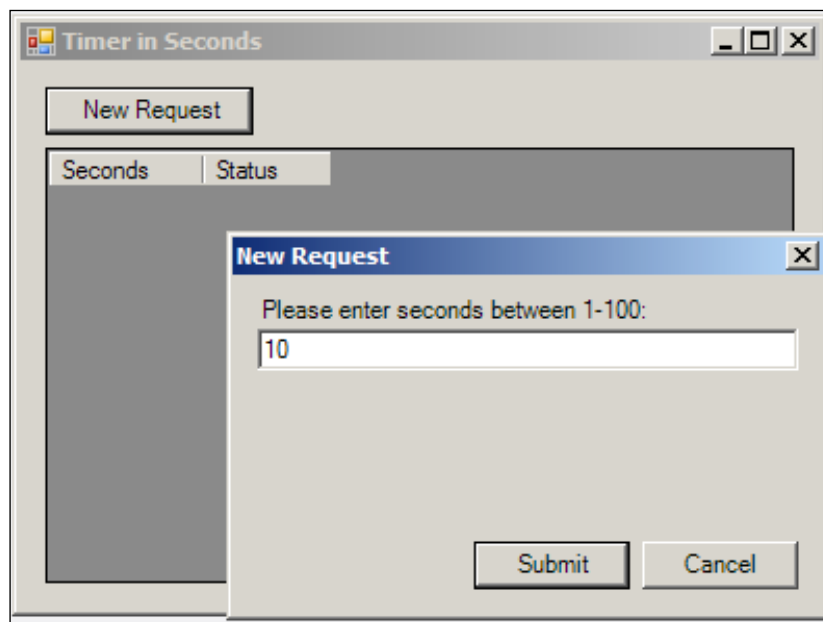 Timer in Seconds
New Request
Seconds Status
New Request
Please enter seconds between 1-100:
10
Submit Cancel